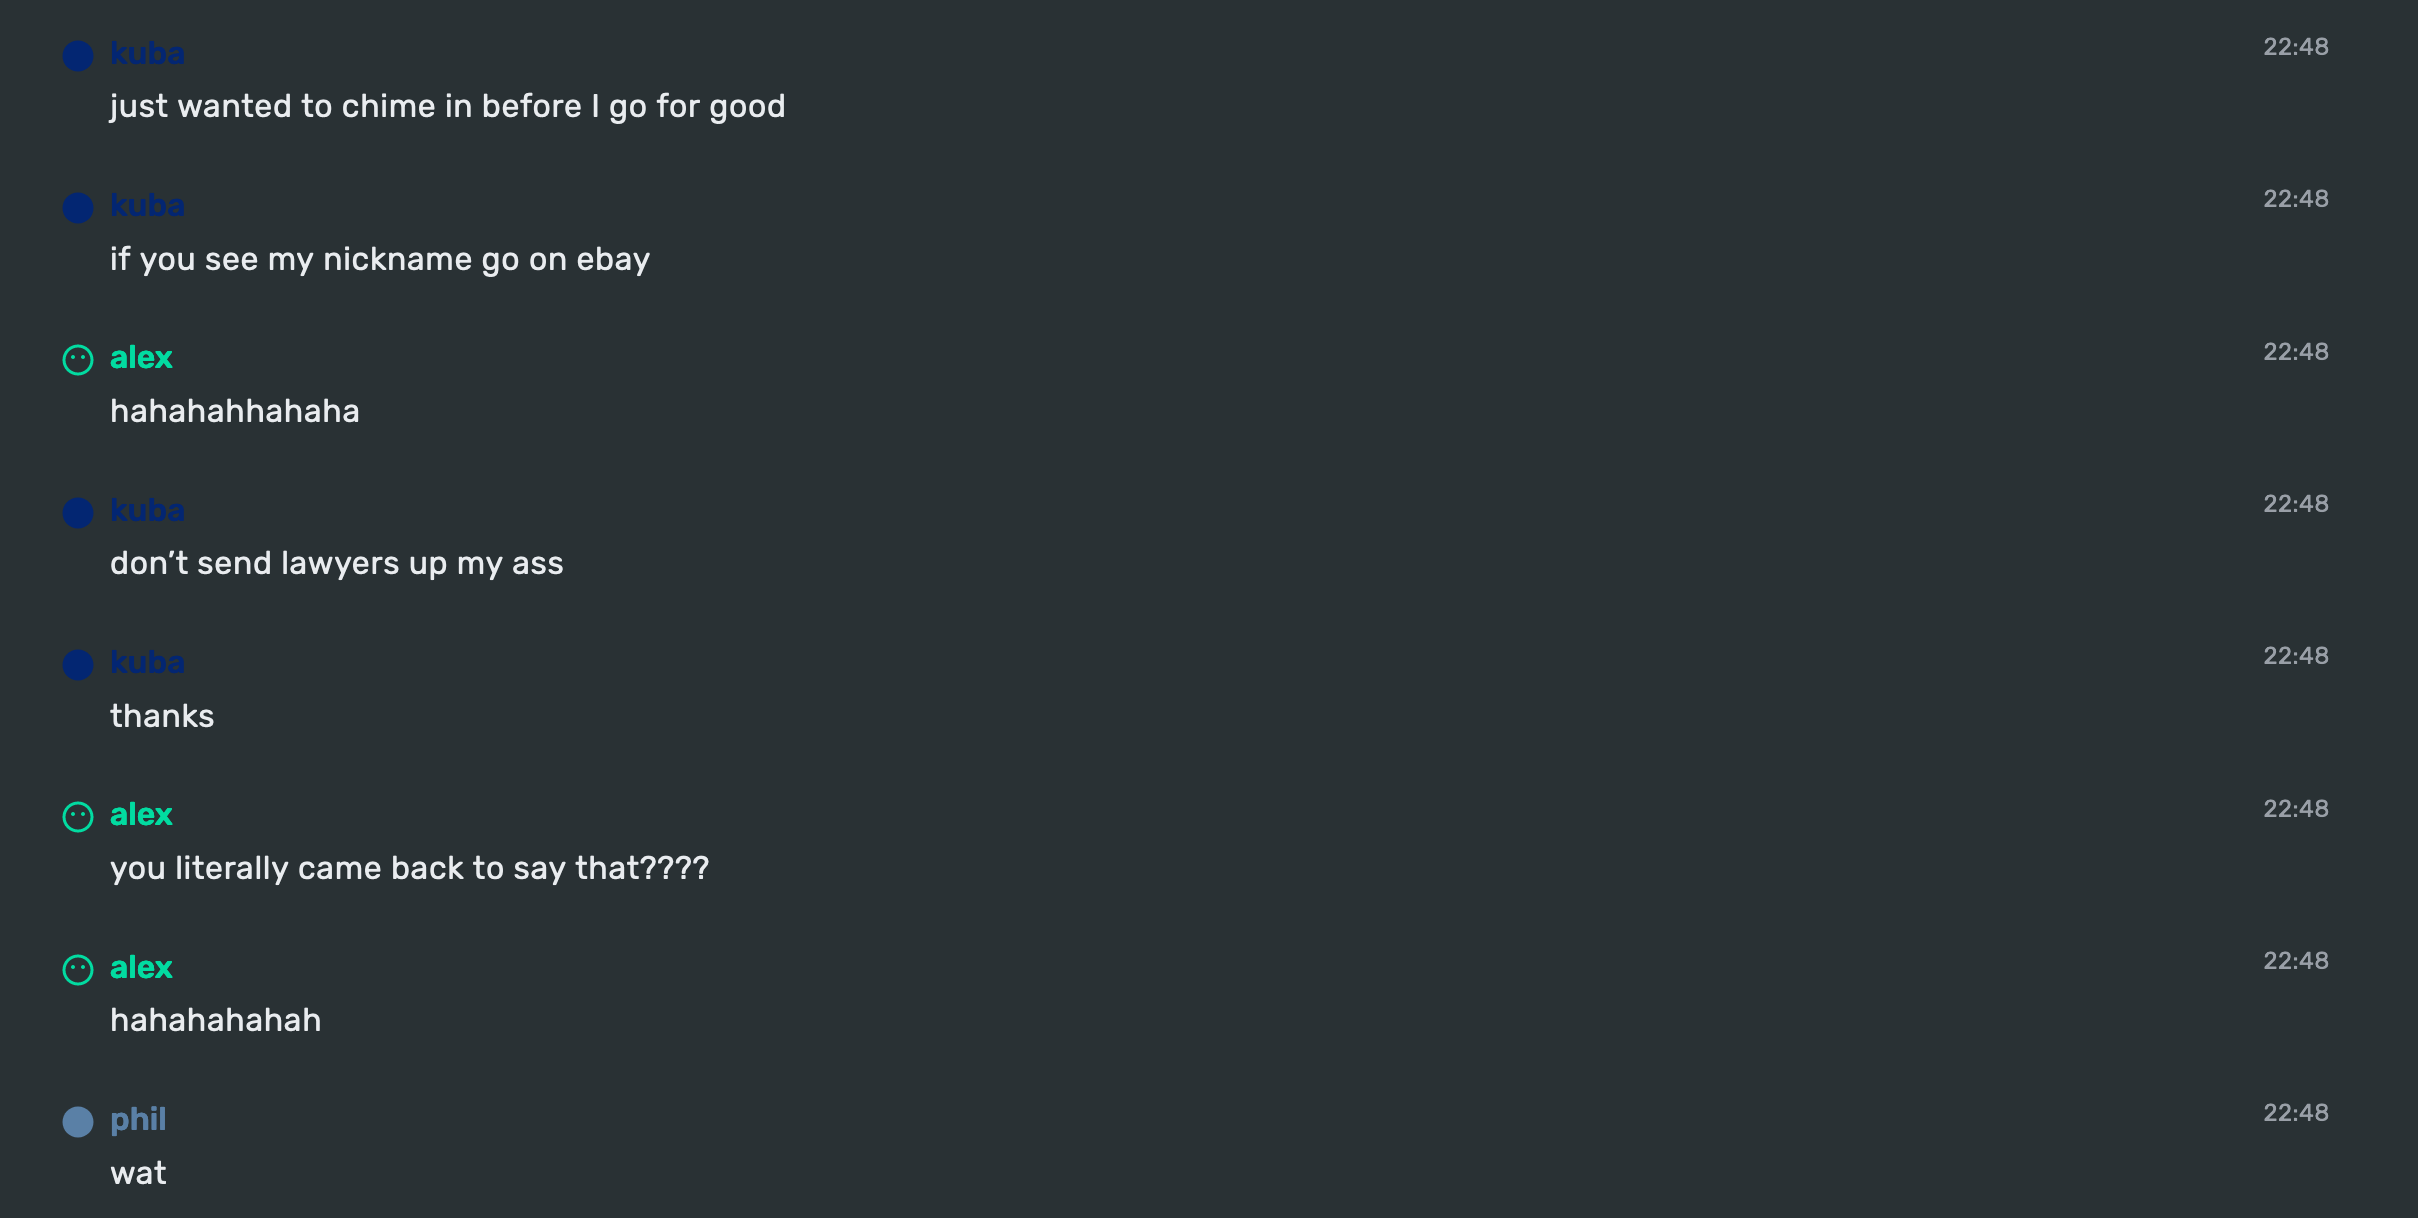 kuba 22:48
just wanted to chime in before I go for good
kuba 22:48
if you see my nickname go on ebay
alex 22:48
hahahahhahaha
kuba 22:48
don’t send lawyers up my ass
kuba 22:48
thanks
alex 22:48
you literally came back to say that????
alex 22:48
hahahahahah
phil 22:48
wat